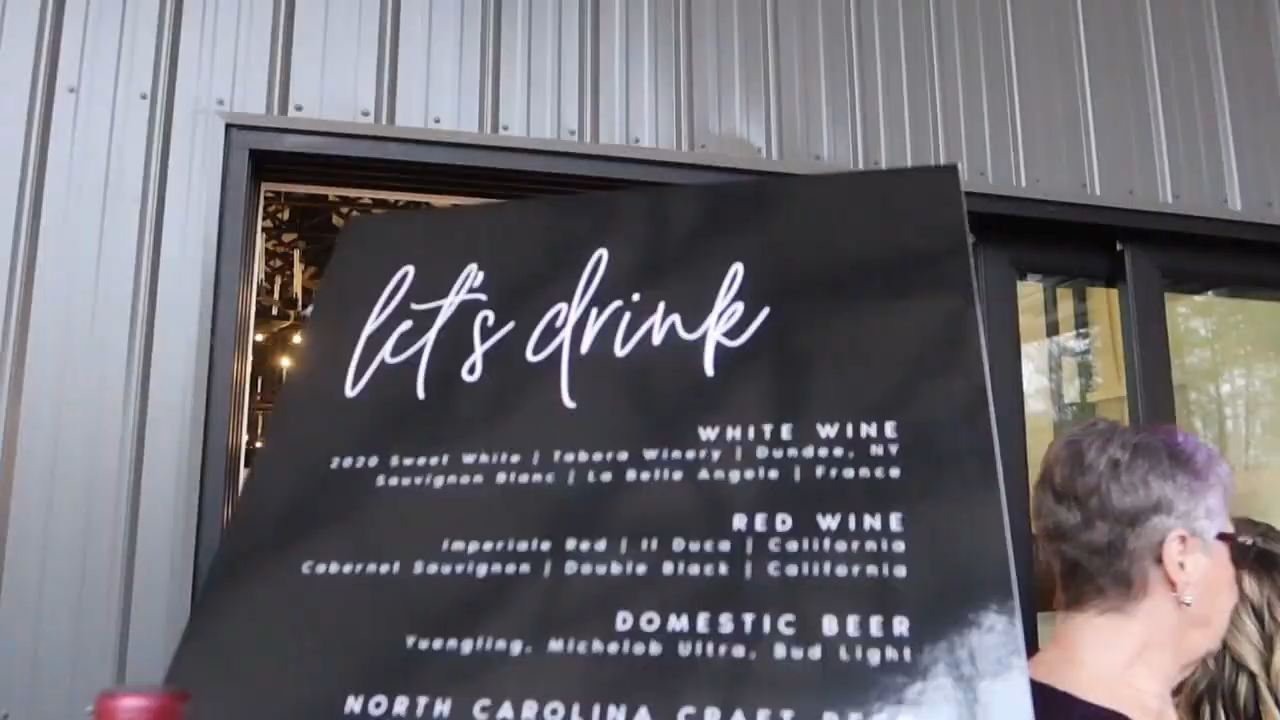 let's drink
WHITE WINE
2020 Sweet White | Tabora Winery | Dundee, NY
Sauvignon Blanc | La Belle Angele | France
RED WINE
Imperiale Red | Il Duca | California
Cabernet Sauvignon | Double Black | California
DOMESTIC BEER
Yuengling, Michelob Ultra, Bud Light
NORTH CAROLINA CRAFT BEER